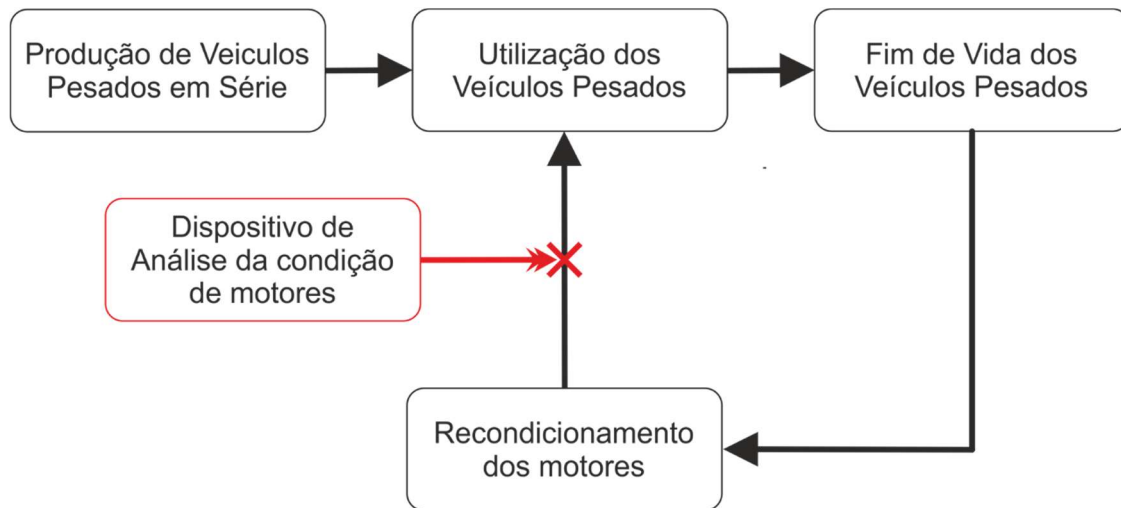 Produção de Veiculos
Pesados em Série
Utilização dos
Veículos Pesados
Fim de Vida dos
Veículos Pesados
Dispositivo de
Análise da condição
de motores
Recondicionamento
dos motores